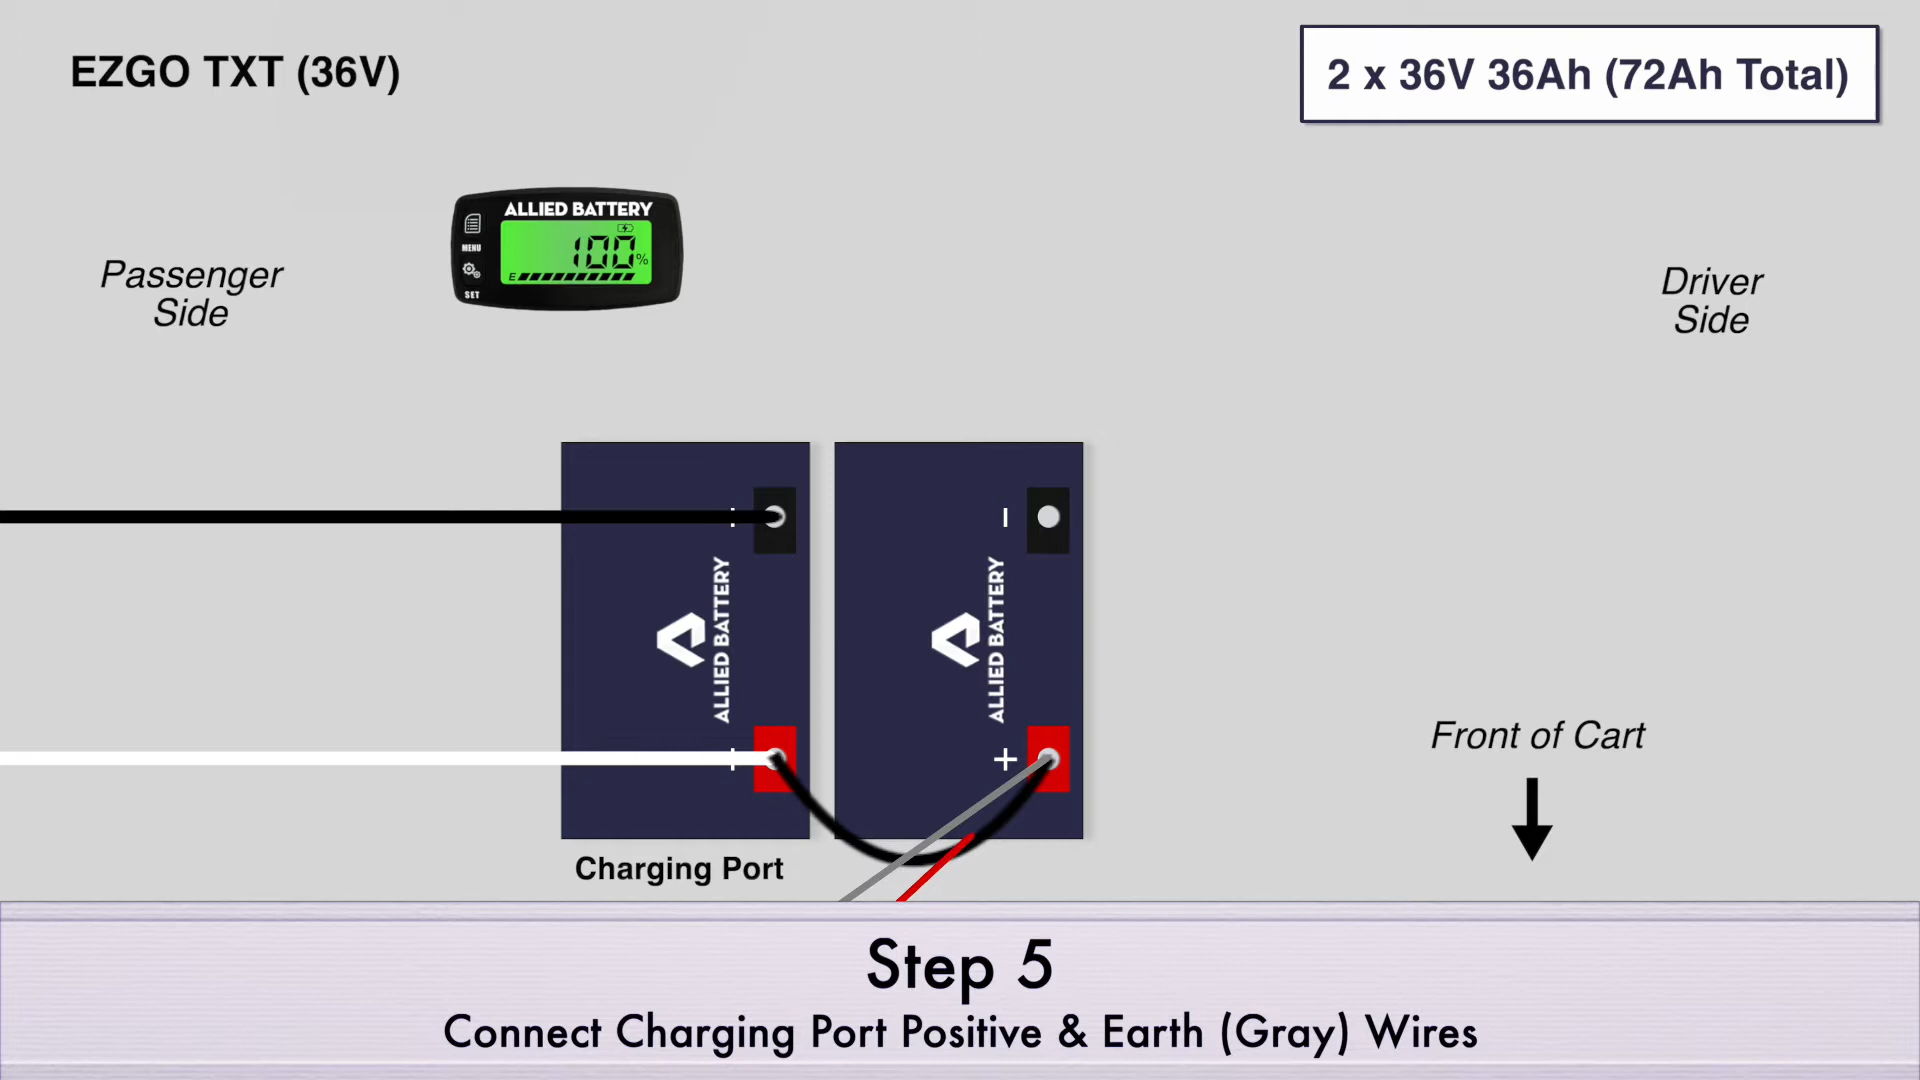 EZGO TXT (36V)
2 x 36V 36Ah (72Ah Total)
ALLIED BATTERY
MENU
100%
E
SET
Passenger
Side
Driver
Side
-
-
ALLIED BATTERY
ALLIED BATTERY
+
+
Front of Cart
Charging Port
Step 5
Connect Charging Port Positive & Earth (Gray) Wires